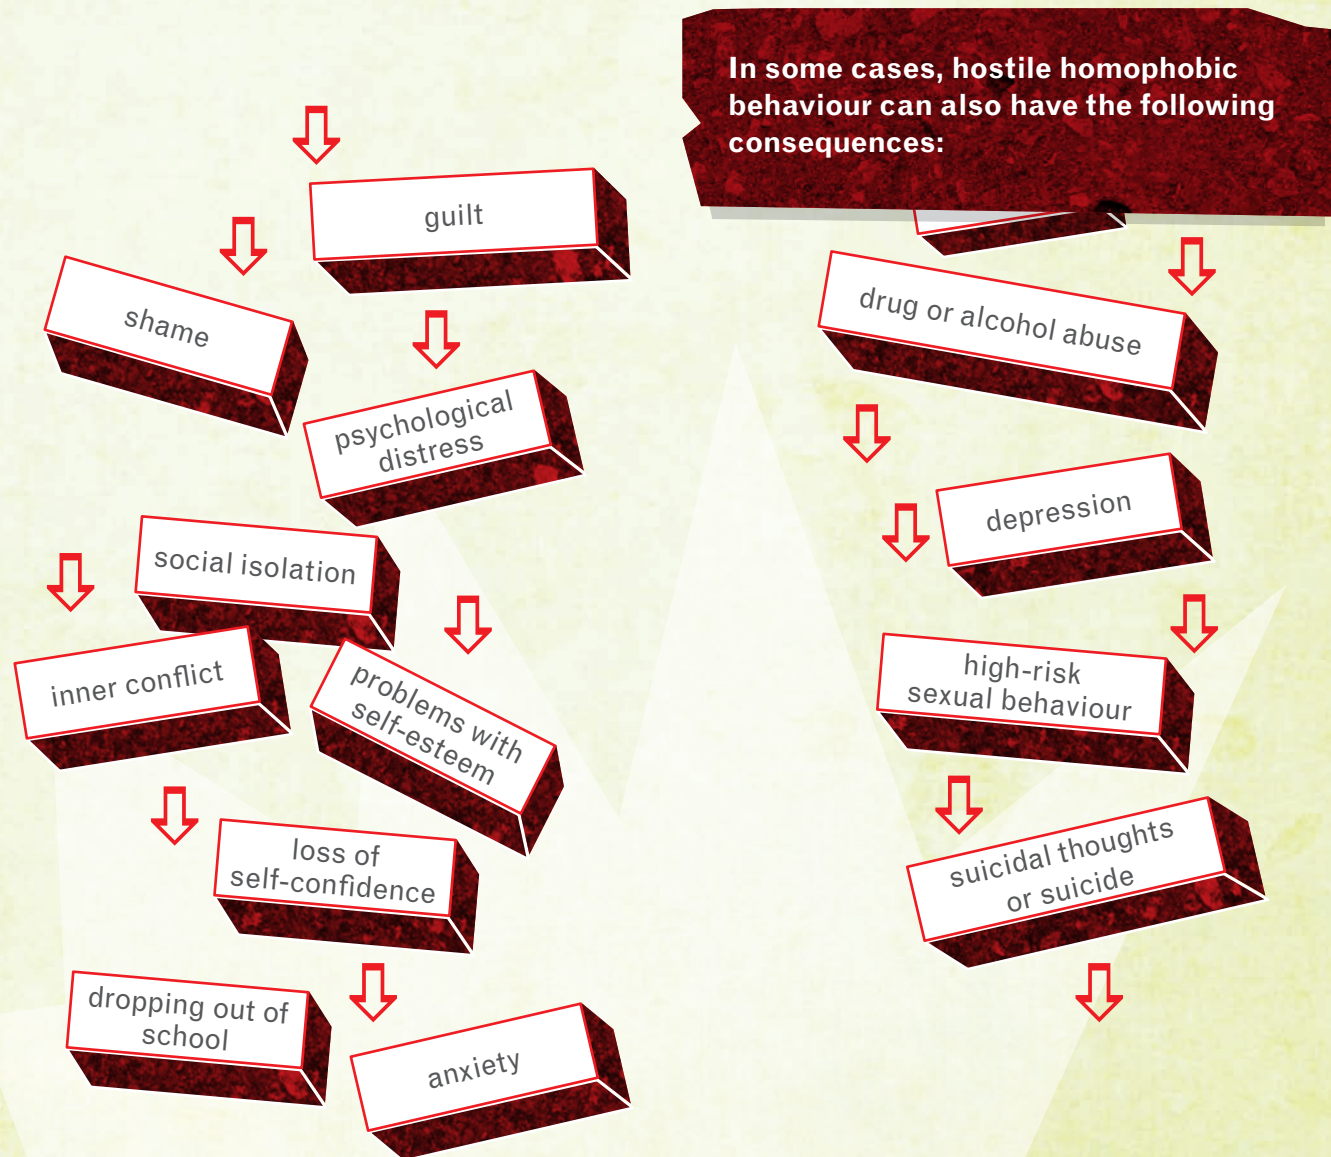 guilt
shame
psychological
distress
social isolation
inner conflict
problems with
self-esteem
loss of
self-confidence
dropping out of
school
anxiety
In some cases, hostile homophobic
behaviour can also have the following
consequences:
drug or alcohol abuse
depression
high-risk
sexual behaviour
suicidal thoughts
or suicide